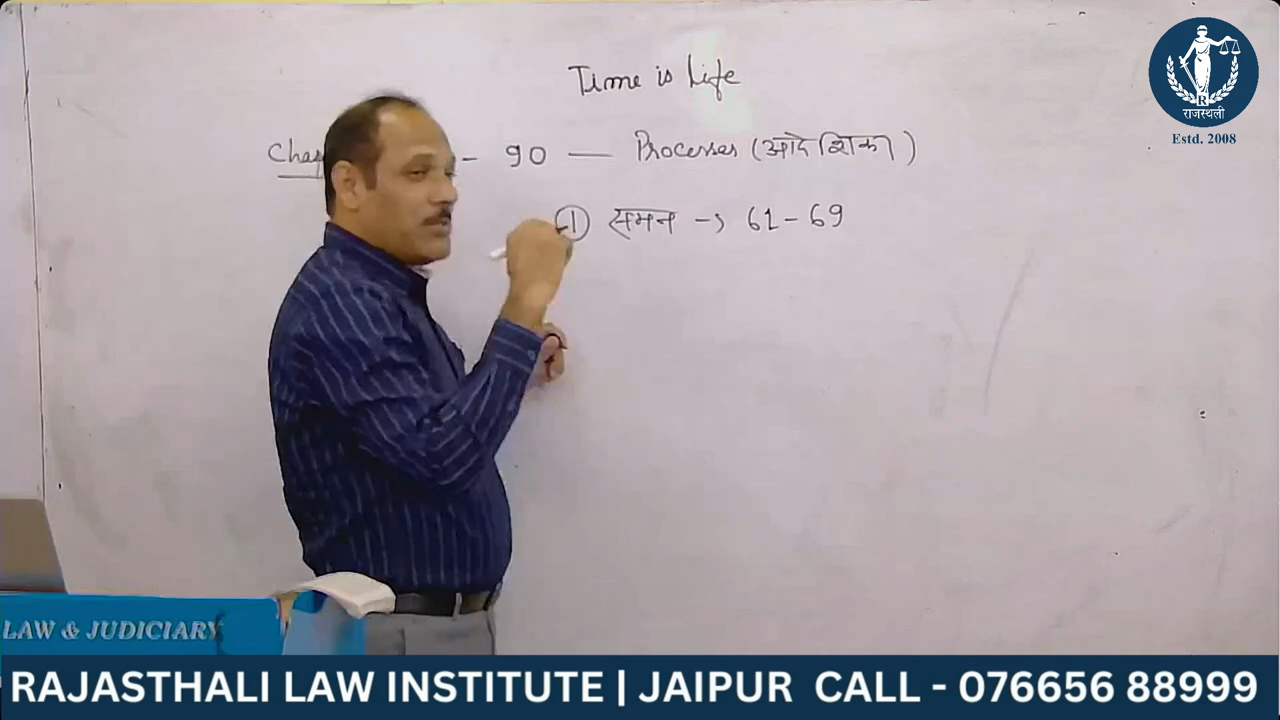 Time is Life
राजस्थली
Estd. 2008
- 90 — Processes (आदेशिका)
① समन → 61-69
LAW & JUDICIARY
RAJASTHALI LAW INSTITUTE | JAIPUR CALL - 076656 88999